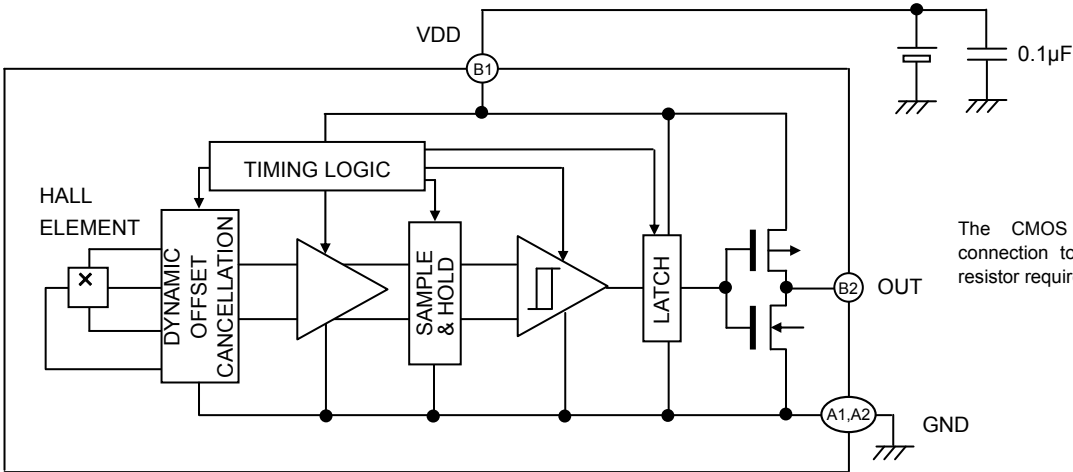 VDD
B1
0.1µF
TIMING LOGIC
HALL
ELEMENT
DYNAMIC
OFFSET
CANCELLATION
SAMPLE
& HOLD
LATCH
B2
OUT
The CMOS
connection to
resistor requir
A1,A2
GND